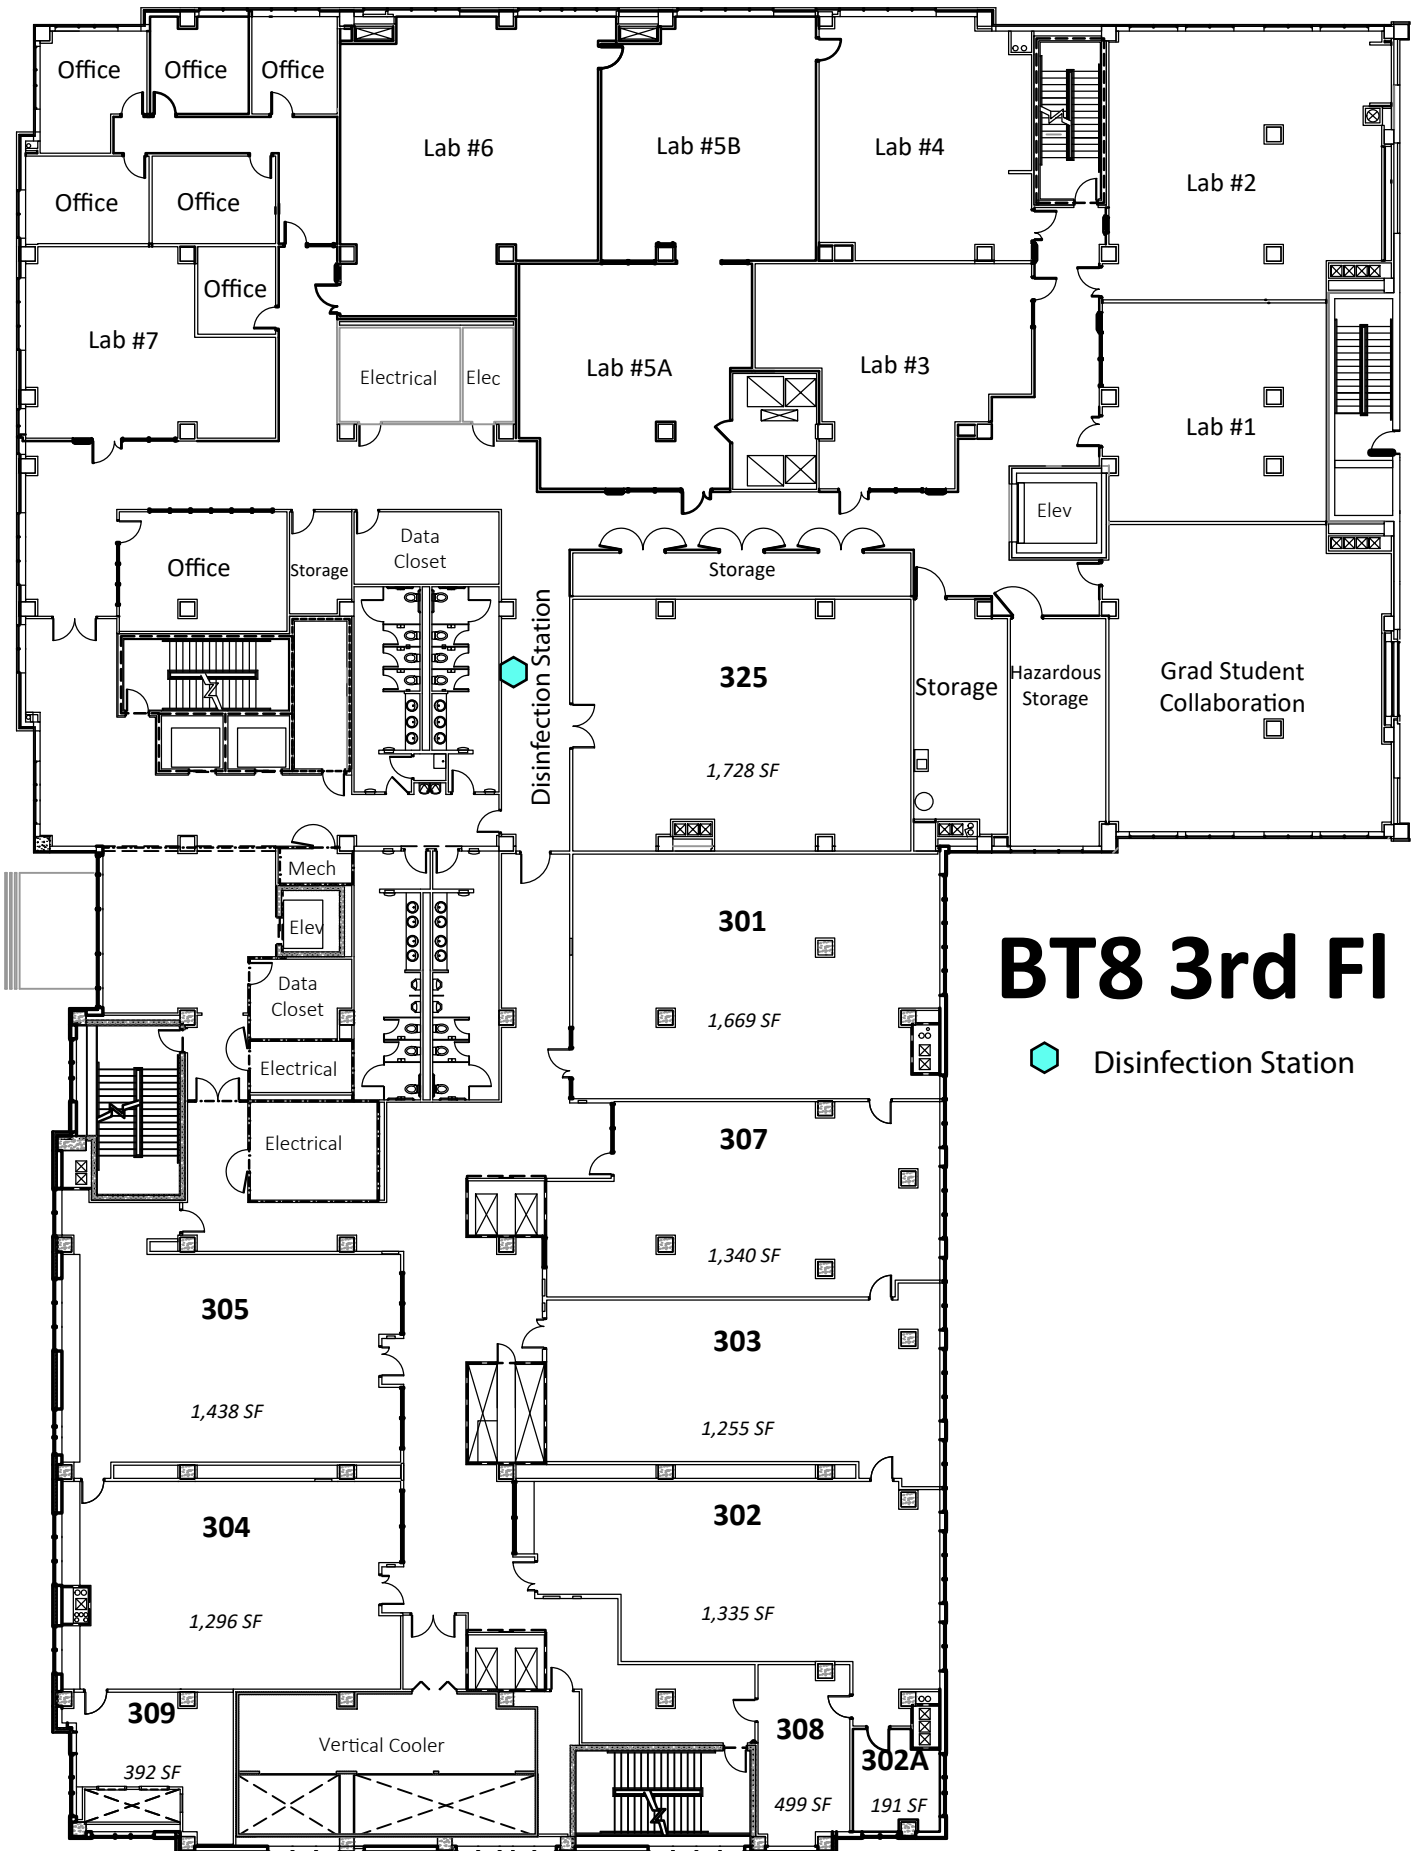 Office
Office
Office
Lab #6
Lab #5B
Lab #4
Lab #2
Office
Office
Office
Lab #7
Electrical
Elec
Lab #5A
Lab #3
Lab #1
Elev
Data
Closet
Office
Storage
Storage
Disinfection Station
325
1,728 SF
Storage
Hazardous
Storage
Grad Student
Collaboration
Mech
Elev
Data
Closet
Electrical
Electrical
301
1,669 SF
BT8 3rd Fl
Disinfection Station
307
1,340 SF
305
1,438 SF
303
1,255 SF
304
1,296 SF
302
1,335 SF
309
392 SF
Vertical Cooler
308
499 SF
302A
191 SF